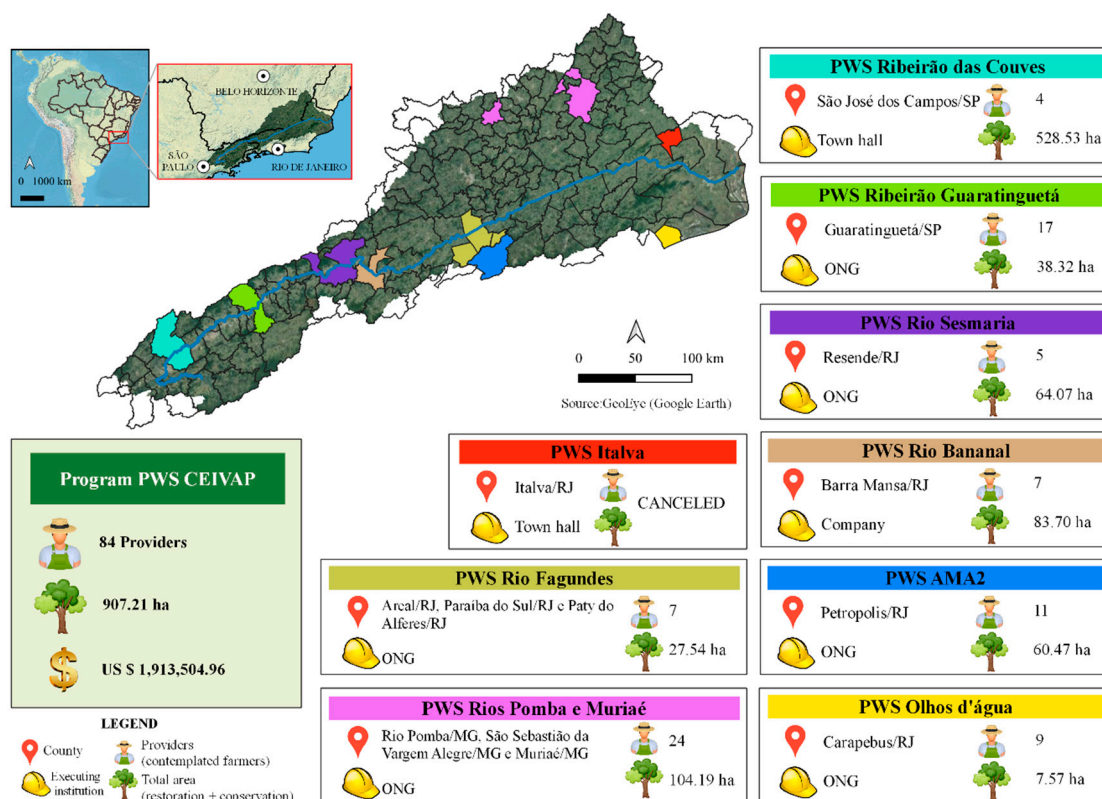 BELO HORIZONTE
SÃO
PAULO
RIO DE JANEIRO
0 1000 km
0 50 100 km
Source:GeoEye (Google Earth)
PWS Ribeirão das Couves
São José dos Campos/SP
4
Town hall
528.53 ha
PWS Ribeirão Guaratinguetá
Guaratinguetá/SP
17
ONG
38.32 ha
PWS Rio Sesmaria
Resende/RJ
5
ONG
64.07 ha
Program PWS CEIVAP
84 Providers
907.21 ha
US $ 1,913,504.96
PWS Italva
Italva/RJ
CANCELED
Town hall
PWS Rio Bananal
Barra Mansa/RJ
7
Company
83.70 ha
PWS Rio Fagundes
Areal/RJ, Paraíba do Sul/RJ e Paty do
Alferes/RJ
7
ONG
27.54 ha
PWS AMA2
Petropolis/RJ
11
ONG
60.47 ha
PWS Rios Pomba e Muriaé
Rio Pomba/MG, São Sebastião da
Vargem Alegre/MG e Muriaé/MG
24
ONG
104.19 ha
PWS Olhos d'água
Carapebus/RJ
9
ONG
7.57 ha
LEGEND
County
Providers
(contemplated farmers)
Executing
institution
Total area
(restoration + conservation)